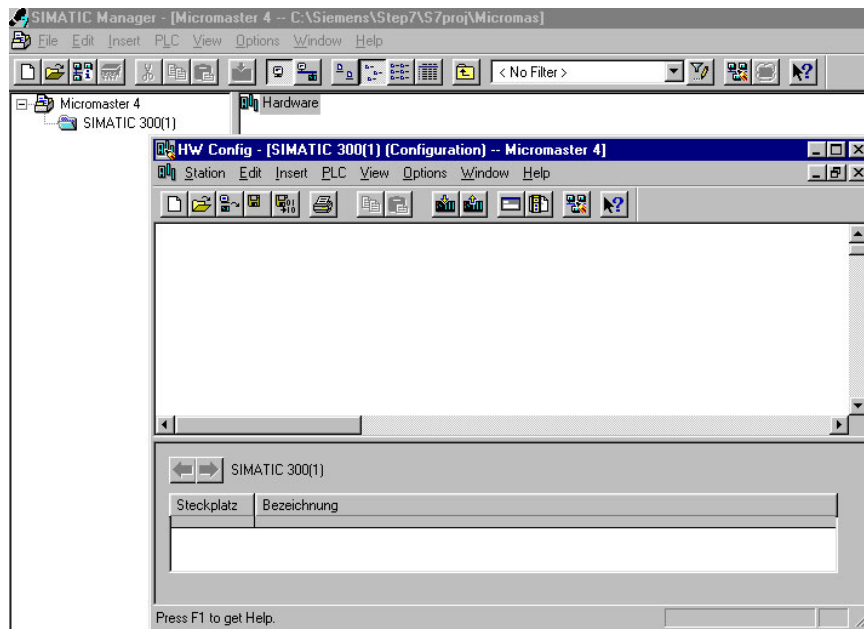 SIMATIC Manager - [Micromaster 4 -- C:\Siemens\Step7\S7proj\Micromas]
File Edit Insert PLC View Options Window Help
< No Filter >
Micromaster 4
SIMATIC 300(1)
Hardware
HW Config - [SIMATIC 300(1) (Configuration) -- Micromaster 4]
Station Edit Insert PLC View Options Window Help
SIMATIC 300(1)
Steckplatz Bezeichnung
Press F1 to get Help.